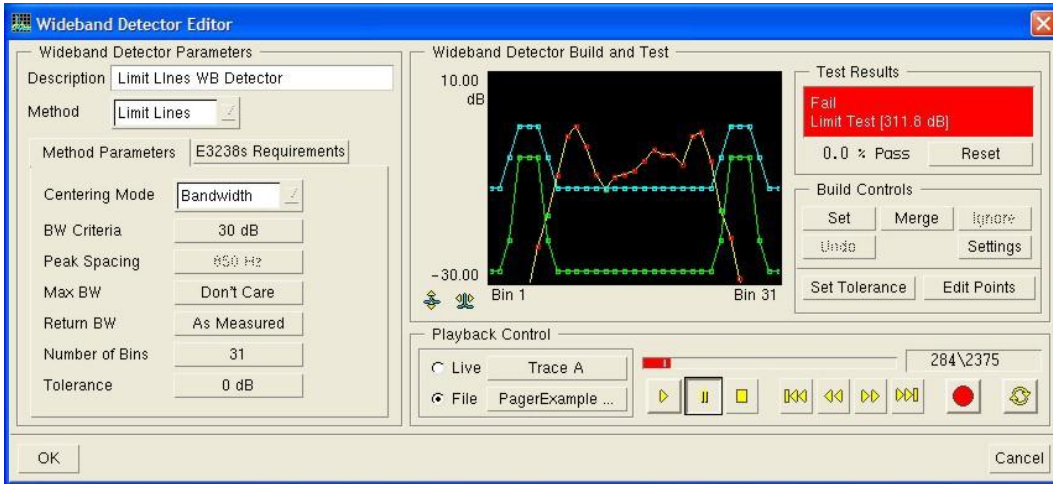 Wideband Detector Editor
Wideband Detector Parameters
Description Limit LInes WB Detector
Method Limit Lines
Method Parameters E3238s Requirements
Centering Mode Bandwidth
BW Criteria 30 dB
Peak Spacing 650 Hz
Max BW Don't Care
Return BW As Measured
Number of Bins 31
Tolerance 0 dB
Wideband Detector Build and Test
10.00
dB
-30.00
Bin 1 Bin 31
Test Results
Fail
Limit Test [311.8 dB]
0.0 % Pass Reset
Build Controls
Set Merge Ignore
Undo Settings
Set Tolerance Edit Points
Playback Control
Live Trace A
File PagerExample ...
284\2375
OK Cancel